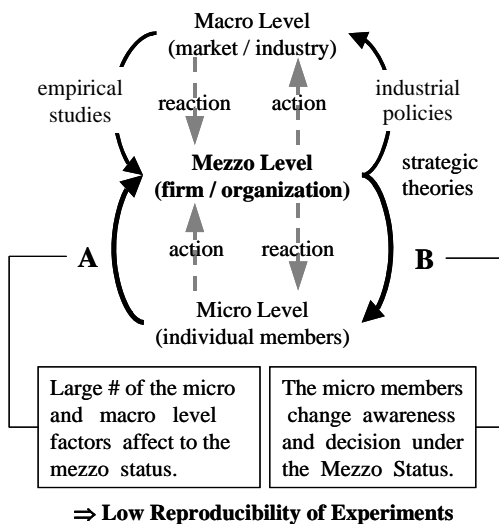 Macro Level
(market / industry)
empirical
studies
reaction
action
industrial
policies
Mezzo Level
(firm / organization)
strategic
theories
A
action
reaction
B
Micro Level
(individual members)
Large # of the micro
and macro level
factors affect to the
mezzo status.
The micro members
change awareness
and decision under
the Mezzo Status.
⇒ Low Reproducibility of Experiments